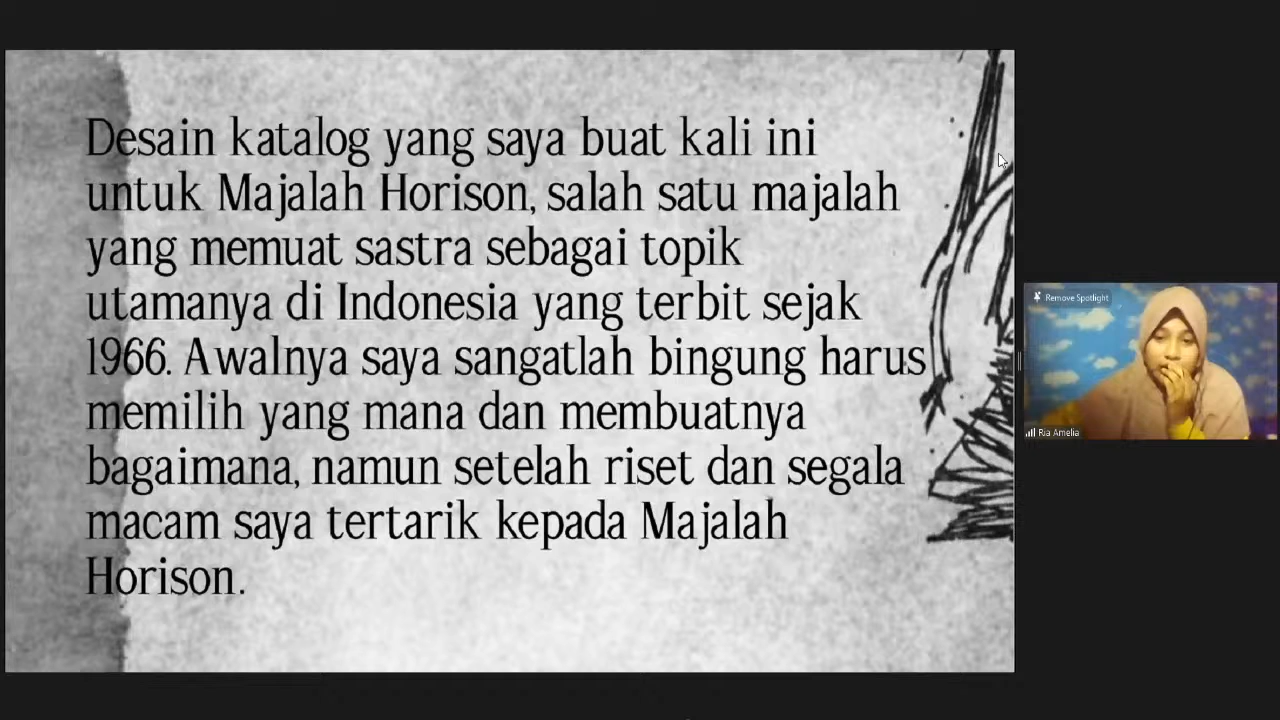 Desain katalog yang saya buat kali ini
untuk Majalah Horison, salah satu majalah
yang memuat sastra sebagai topik
utamanya di Indonesia yang terbit sejak
1966. Awalnya saya sangatlah bingung harus
memilih yang mana dan membuatnya
bagaimana, namun setelah riset dan segala
macam saya tertarik kepada Majalah
Horison.
Remove Spotlight
Ria Amelia